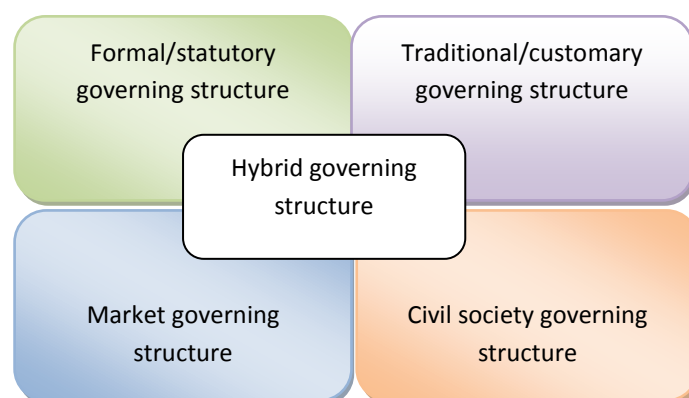 Formal/statutory
governing structure
Traditional/customary
governing structure
Hybrid governing
structure
Market governing
structure
Civil society governing
structure